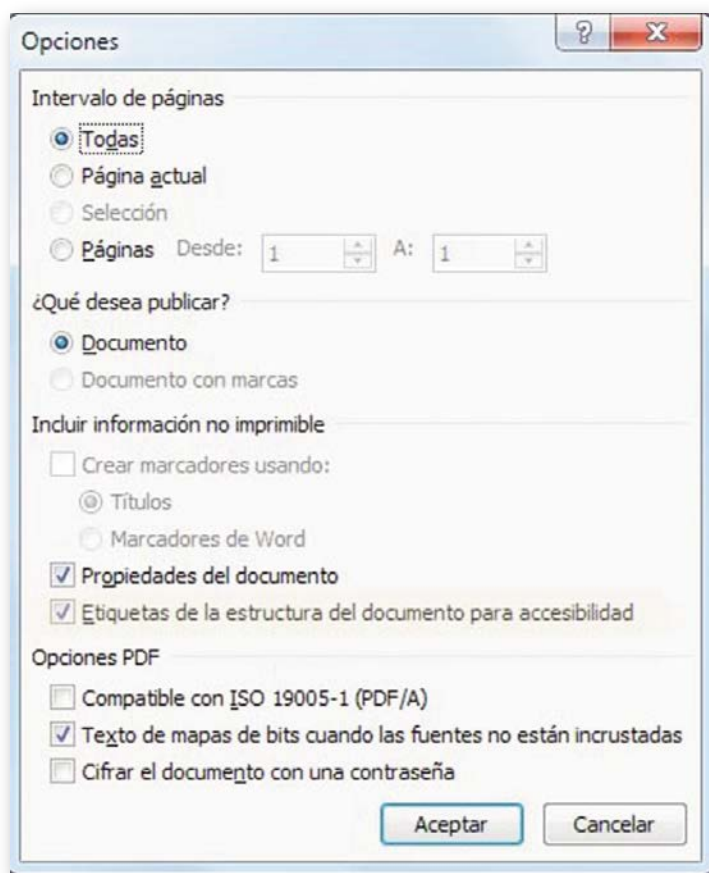 Opciones
Intervalo de páginas
Todas
Página actual
Selección
Páginas Desde: 1 A: 1
¿Qué desea publicar?
Documento
Documento con marcas
Incluir información no imprimible
Crear marcadores usando:
Títulos
Marcadores de Word
Propiedades del documento
Etiquetas de la estructura del documento para accesibilidad
Opciones PDF
Compatible con ISO 19005-1 (PDF/A)
Texto de mapas de bits cuando las fuentes no están incrustadas
Cifrar el documento con una contraseña
Aceptar Cancelar